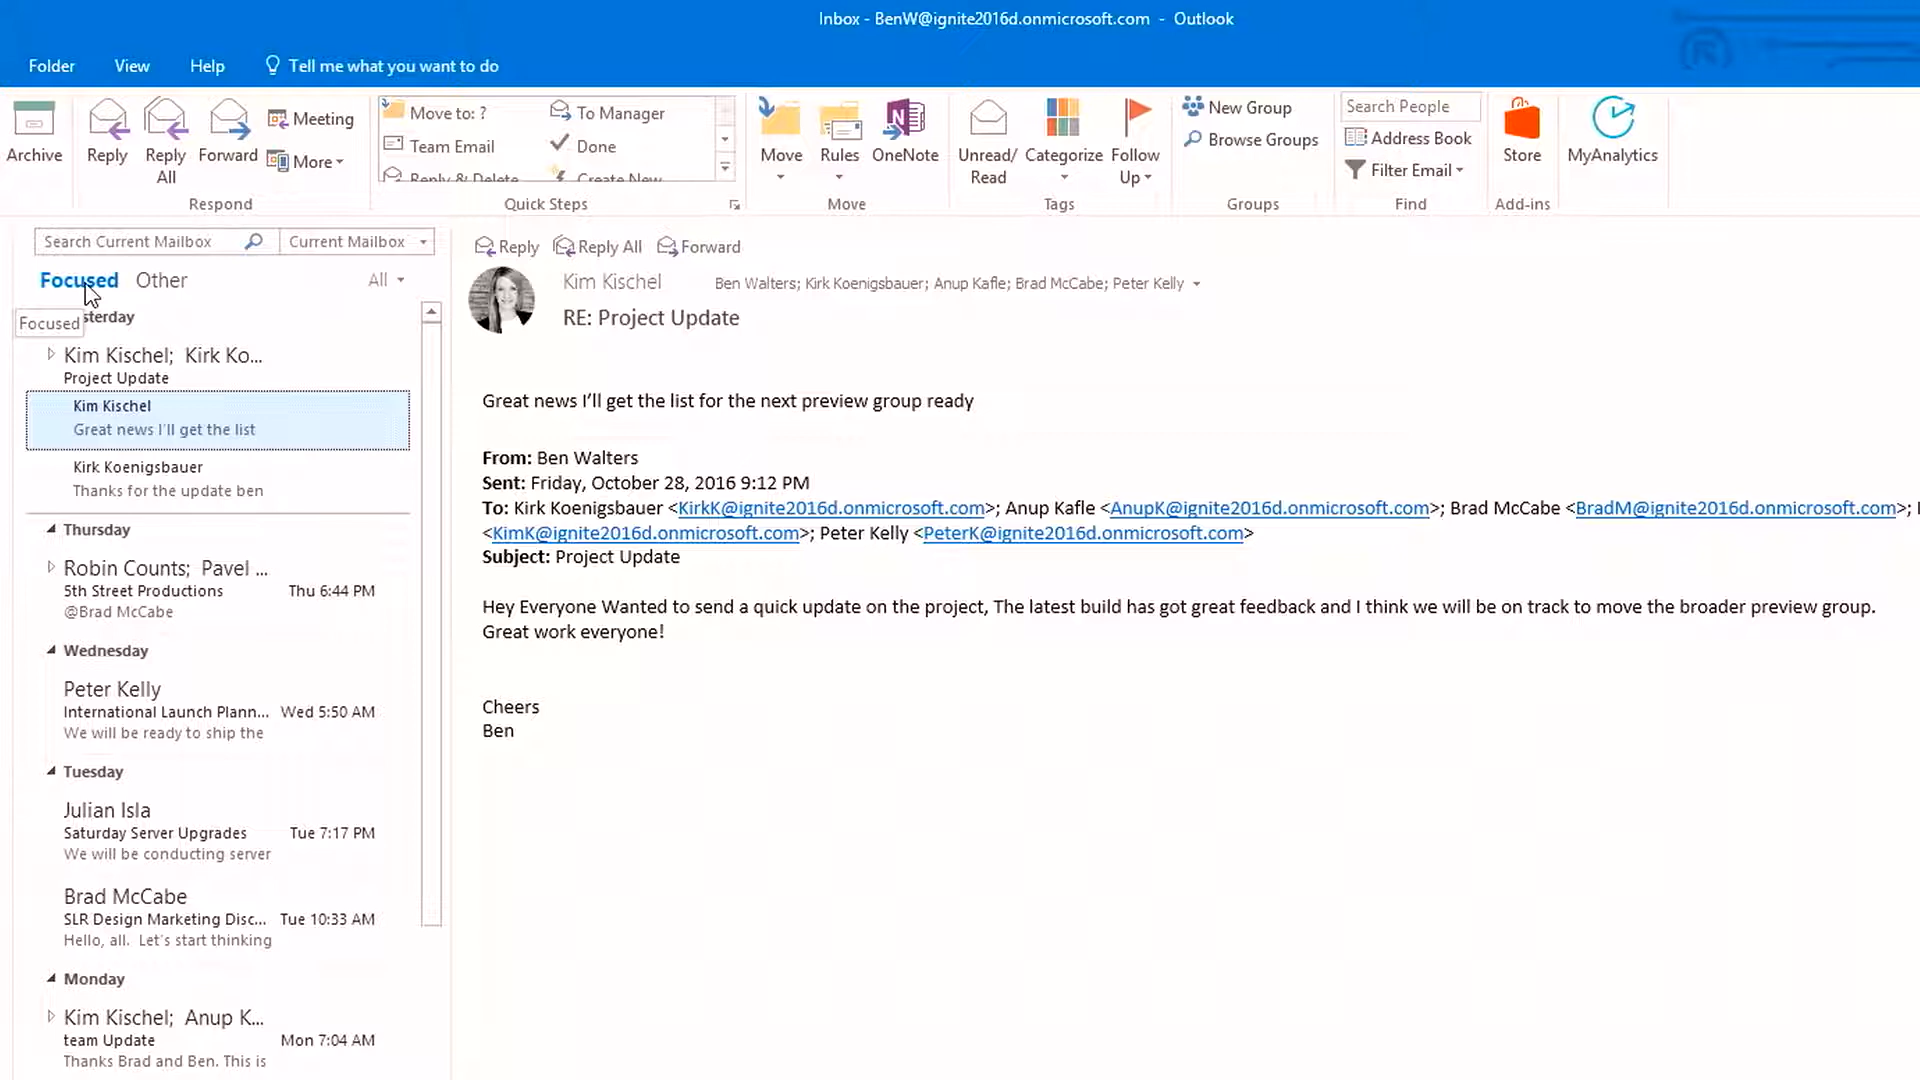 Inbox - BenW@ignite2016d.onmicrosoft.com - Outlook
Folder View Help Tell me what you want to do
Archive
Reply
Reply All
Forward
Meeting
More
Respond
Move to: ?
Team Email
Reply & Delete
To Manager
Done
Create New
Quick Steps
Move
Rules
OneNote
Move
Unread/ Read
Categorize
Follow Up
Tags
New Group
Browse Groups
Groups
Search People
Address Book
Filter Email
Find
Store
Add-ins
MyAnalytics
Search Current Mailbox Current Mailbox
Focused Other All
Focused
sterday
Kim Kischel; Kirk Ko...
Project Update
Kim Kischel
Great news I'll get the list
Kirk Koenigsbauer
Thanks for the update ben
Thursday
Robin Counts; Pavel ...
5th Street Productions Thu 6:44 PM
@Brad McCabe
Wednesday
Peter Kelly
International Launch Plann... Wed 5:50 AM
We will be ready to ship the
Tuesday
Julian Isla
Saturday Server Upgrades Tue 7:17 PM
We will be conducting server
Brad McCabe
SLR Design Marketing Disc... Tue 10:33 AM
Hello, all. Let's start thinking
Monday
Kim Kischel; Anup K...
team Update Mon 7:04 AM
Thanks Brad and Ben. This is
Reply Reply All Forward
Kim Kischel Ben Walters; Kirk Koenigsbauer; Anup Kafle; Brad McCabe; Peter Kelly
RE: Project Update
Great news I'll get the list for the next preview group ready
From: Ben Walters
Sent: Friday, October 28, 2016 9:12 PM
To: Kirk Koenigsbauer <KirkK@ignite2016d.onmicrosoft.com>; Anup Kafle <AnupK@ignite2016d.onmicrosoft.com>; Brad McCabe <BradM@ignite2016d.onmicrosoft.com>;
<KimK@ignite2016d.onmicrosoft.com>; Peter Kelly <PeterK@ignite2016d.onmicrosoft.com>
Subject: Project Update
Hey Everyone Wanted to send a quick update on the project, The latest build has got great feedback and I think we will be on track to move the broader preview group.
Great work everyone!
Cheers
Ben